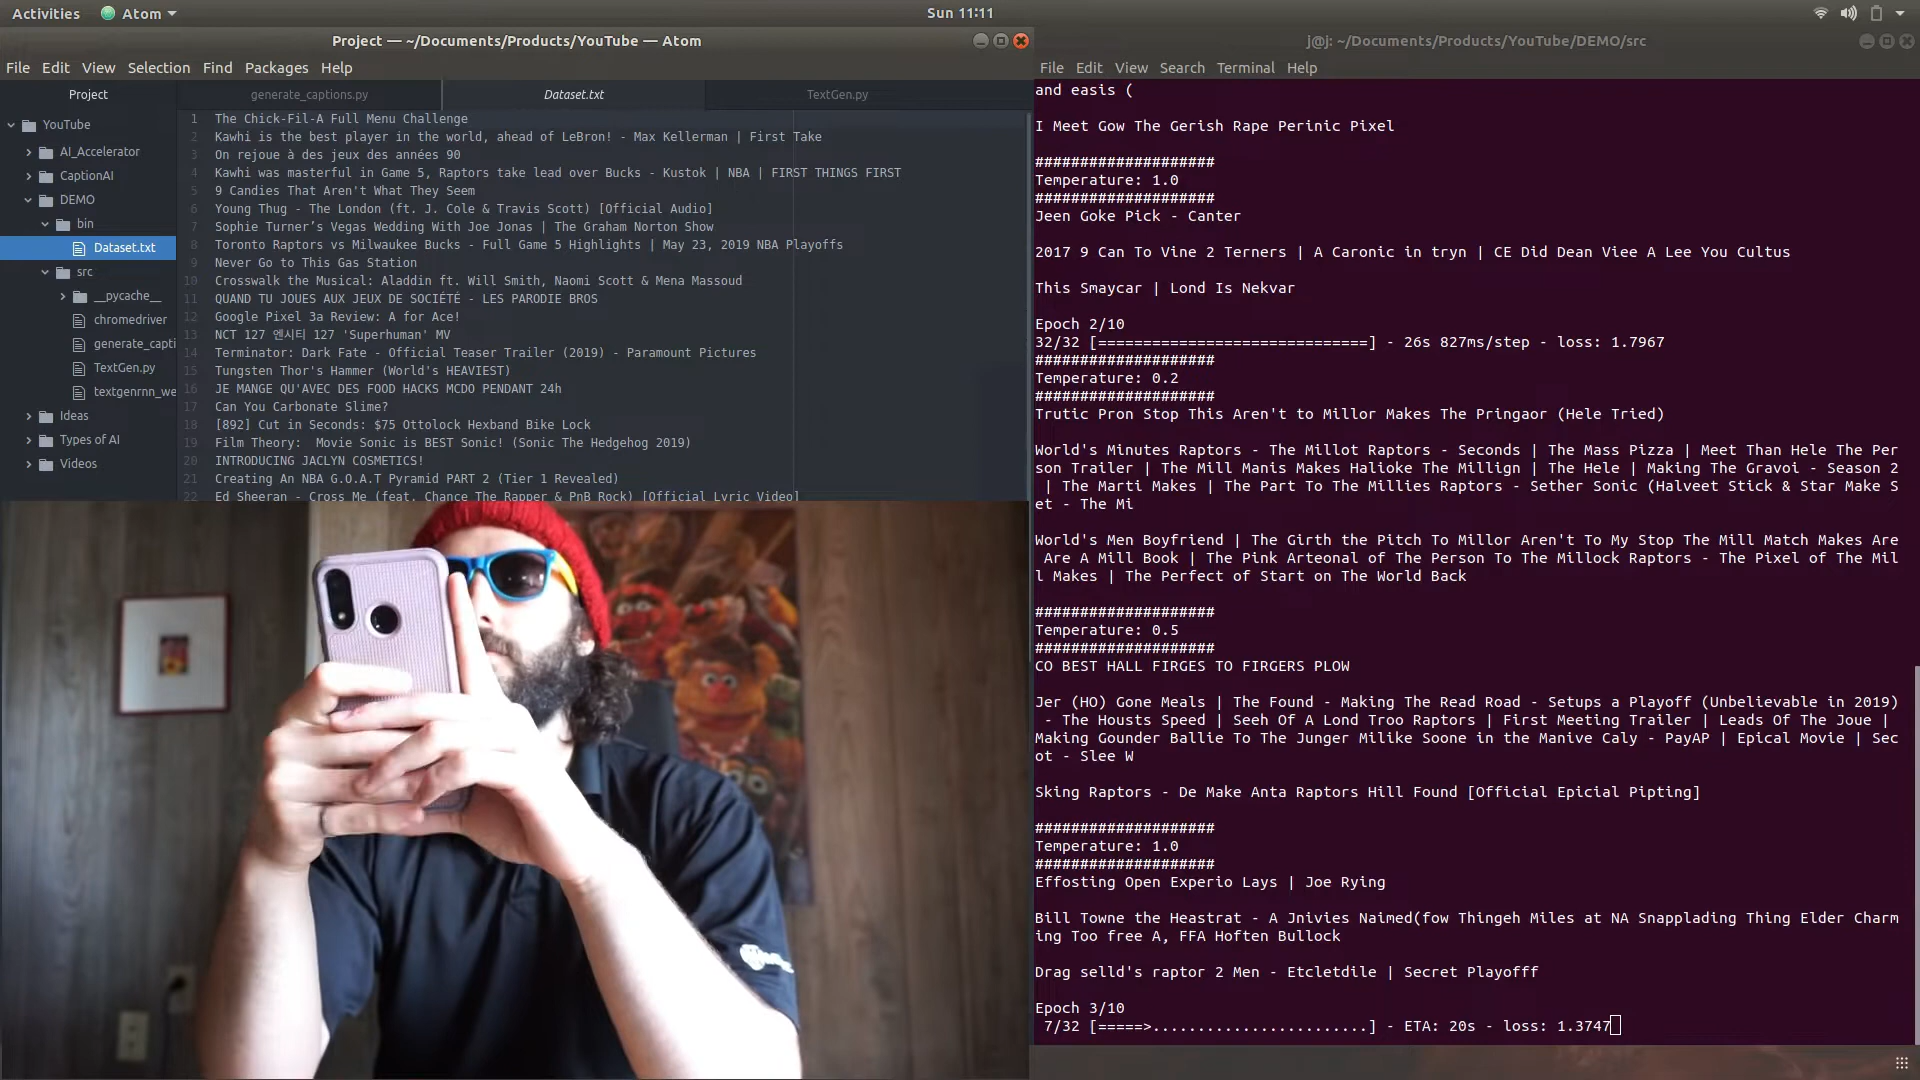 Activities Atom Sun 11:11
Project — ~/Documents/Products/YouTube — Atom
File Edit View Selection Find Packages Help
Project
YouTube
AI_Accelerator
CaptionAI
DEMO
bin
Dataset.txt
src
__pycache__
chromedriver
generate_capti
TextGen.py
textgenrnn_we
Ideas
Types of AI
Videos
generate_captions.py Dataset.txt TextGen.py
1 The Chick-Fil-A Full Menu Challenge
2 Kawhi is the best player in the world, ahead of LeBron! - Max Kellerman | First Take
3 On rejoue à des jeux des années 90
4 Kawhi was masterful in Game 5, Raptors take lead over Bucks - Kustok | NBA | FIRST THINGS FIRST
5 9 Candies That Aren't What They Seem
6 Young Thug - The London (ft. J. Cole & Travis Scott) [Official Audio]
7 Sophie Turner’s Vegas Wedding With Joe Jonas | The Graham Norton Show
8 Toronto Raptors vs Milwaukee Bucks - Full Game 5 Highlights | May 23, 2019 NBA Playoffs
9 Never Go to This Gas Station
10 Crosswalk the Musical: Aladdin ft. Will Smith, Naomi Scott & Mena Massoud
11 QUAND TU JOUES AUX JEUX DE SOCIÉTÉ - LES PARODIE BROS
12 Google Pixel 3a Review: A for Ace!
13 NCT 127 엔시티 127 'Superhuman' MV
14 Terminator: Dark Fate - Official Teaser Trailer (2019) - Paramount Pictures
15 Tungsten Thor's Hammer (World's HEAVIEST)
16 JE MANGE QU'AVEC DES FOOD HACKS MCDO PENDANT 24h
17 Can You Carbonate Slime?
18 [892] Cut in Seconds: $75 Ottolock Hexband Bike Lock
19 Film Theory:  Movie Sonic is BEST Sonic! (Sonic The Hedgehog 2019)
20 INTRODUCING JACLYN COSMETICS!
21 Creating An NBA G.O.A.T Pyramid PART 2 (Tier 1 Revealed)
22 Ed Sheeran - Cross Me (feat. Chance The Rapper & PnB Rock) [Official Lyric Video]
j@j: ~/Documents/Products/YouTube/DEMO/src
File Edit View Search Terminal Help
and easis (
I Meet Gow The Gerish Rape Perinic Pixel
####################
Temperature: 1.0
####################
Jeen Goke Pick - Canter
2017 9 Can To Vine 2 Terners | A Caronic in tryn | CE Did Dean Viee A Lee You Cultus
This Smaycar | Lond Is Nekvar
Epoch 2/10
32/32 [==============================] - 26s 827ms/step - loss: 1.7967
####################
Temperature: 0.2
####################
Trutic Pron Stop This Aren't to Millor Makes The Pringaor (Hele Tried)
World's Minutes Raptors - The Millot Raptors - Seconds | The Mass Pizza | Meet Than Hele The Per
son Trailer | The Mill Manis Makes Halioke The Millign | The Hele | Making The Gravoi - Season 2
| The Marti Makes | The Part To The Millies Raptors - Sether Sonic (Halveet Stick & Star Make S
et - The Mi
World's Men Boyfriend | The Girth the Pitch To Millor Aren't To My Stop The Mill Match Makes Are
Are A Mill Book | The Pink Arteonal of The Person To The Millock Raptors - The Pixel of The Mil
l Makes | The Perfect of Start on The World Back
####################
Temperature: 0.5
####################
CO BEST HALL FIRGES TO FIRGERS PLOW
Jer (HO) Gone Meals | The Found - Making The Read Road - Setups a Playoff (Unbelievable in 2019)
- The Housts Speed | Seeh Of A Lond Troo Raptors | First Meeting Trailer | Leads Of The Joue |
Making Gounder Ballie To The Junger Milike Soone in the Manive Caly - PayAP | Epical Movie | Sec
ot - Slee W
Sking Raptors - De Make Anta Raptors Hill Found [Official Epicial Pipting]
####################
Temperature: 1.0
####################
Effosting Open Experio Lays | Joe Rying
Bill Towne the Heastrat - A Jnivies Naimed(fow Thingeh Miles at NA Snapplading Thing Elder Charm
ing Too free A, FFA Hoften Bullock
Drag selld's raptor 2 Men - Etcletdile | Secret Playofff
Epoch 3/10
7/32 [=====>........................] - ETA: 20s - loss: 1.3747